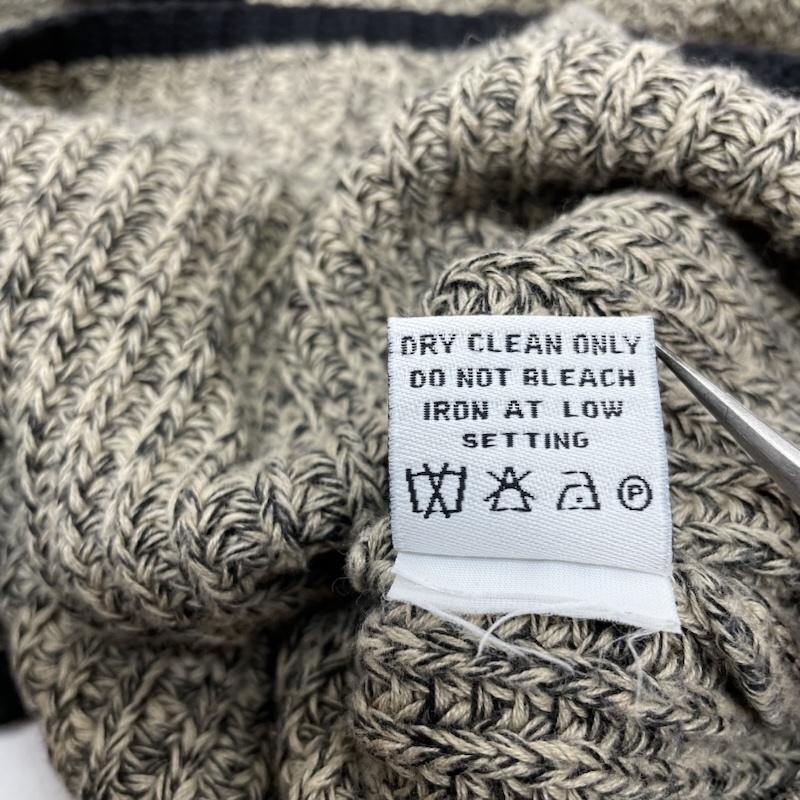 DRY CLEAN ONLY
DO NOT BLEACH
IRON AT LOW
SETTING
P